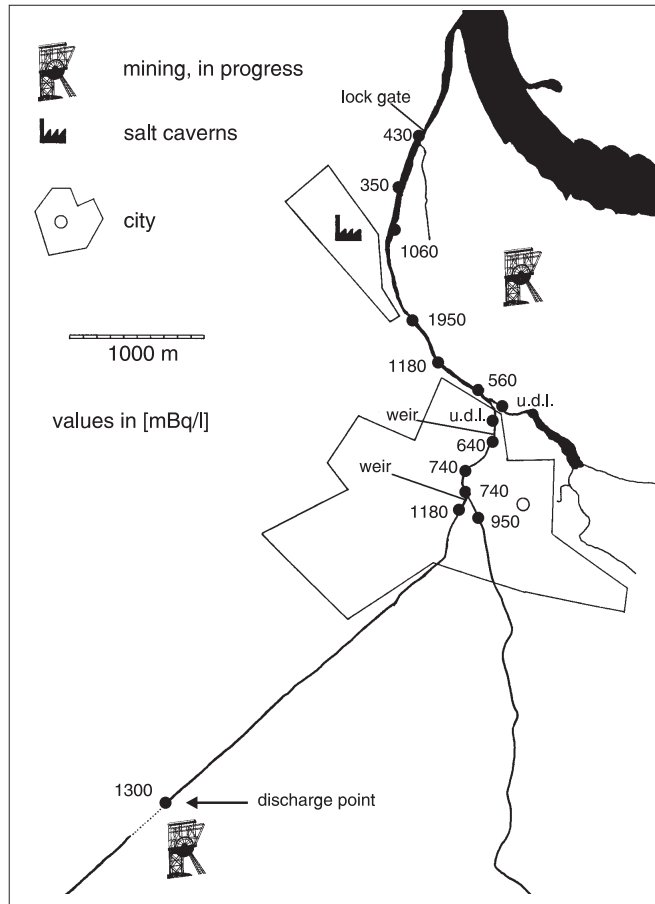 mining, in progress
salt caverns
city
1000 m
values in [mBq/l]
lock gate
430
350
1060
1950
1180
560
u.d.l.
u.d.l.
weir
640
740
weir
740
1180
950
1300
discharge point